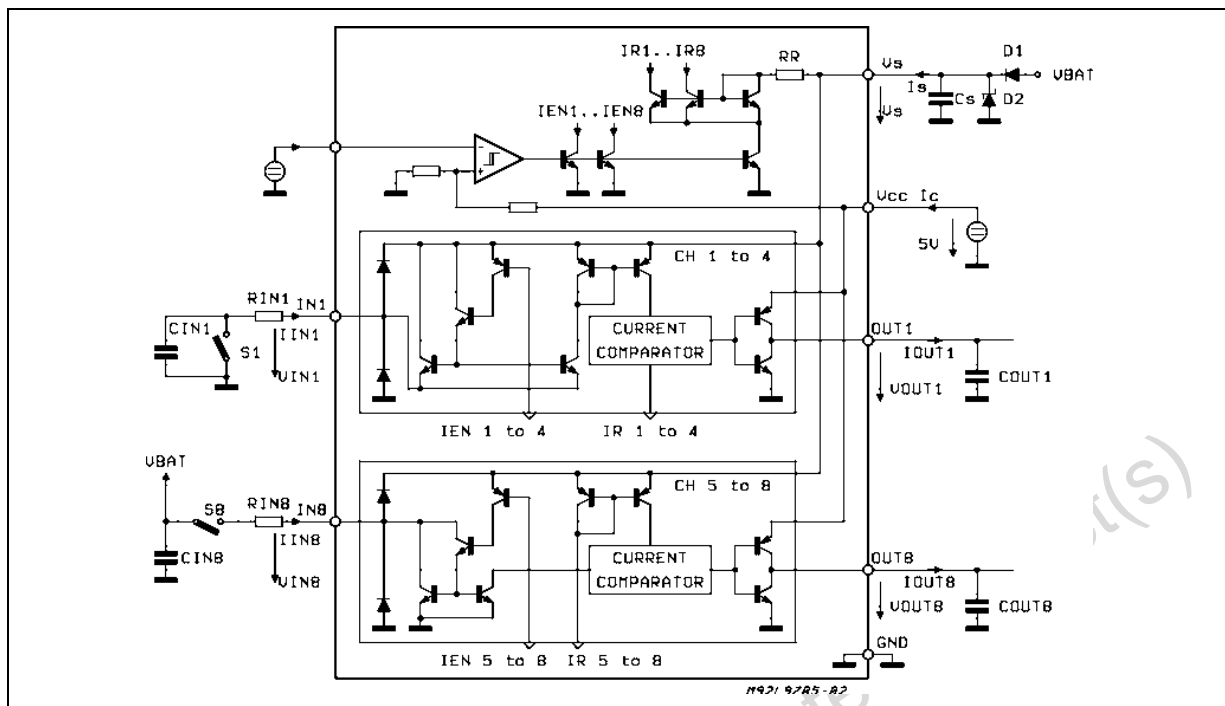 IR1..IR8
RR
Vs
Is
D1
VBAT
Cs
D2
Vs
IEN1..IEN8
Vcc Ic
5V
CH 1 to 4
CIN1
RIN1
IN1
S1
IIN1
VIN1
CURRENT
COMPARATOR
OUT1
IOUT1
VOUT1
COUT1
IEN 1 to 4
IR 1 to 4
VBAT
CH 5 to 8
S8
RIN8
IN8
CIN8
IIN8
VIN8
CURRENT
COMPARATOR
OUT8
IOUT8
VOUT8
COUT8
IEN 5 to 8
IR 5 to 8
GND
M92L9705-02
t(s)